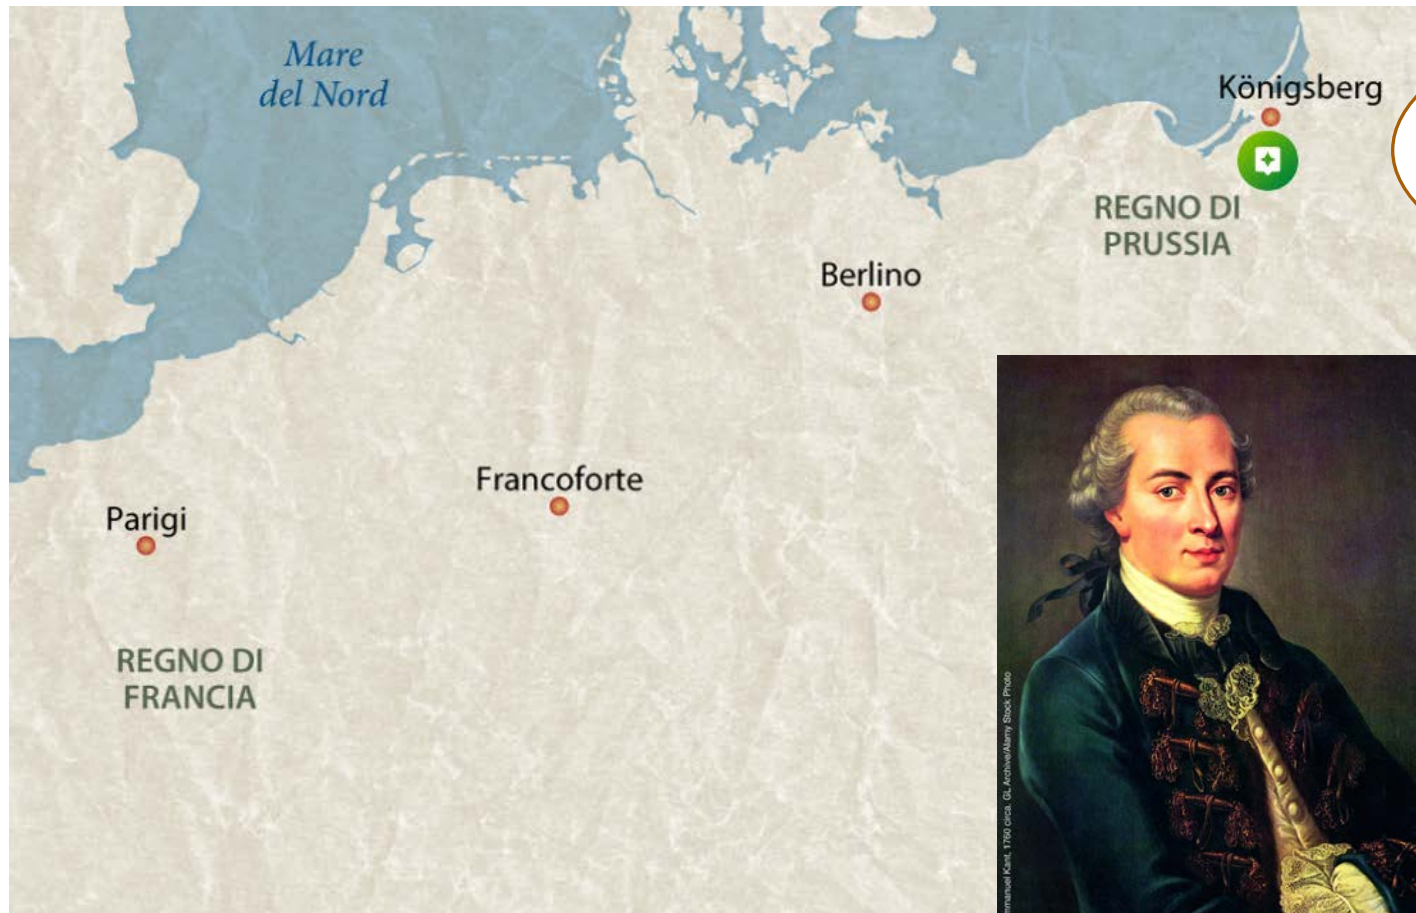 Mare
del Nord
Königsberg
REGNO DI
PRUSSIA
Berlino
Francoforte
Parigi
REGNO DI
FRANCIA
Kant, 1760 circa. GL Archive/Alamy Stock Photo